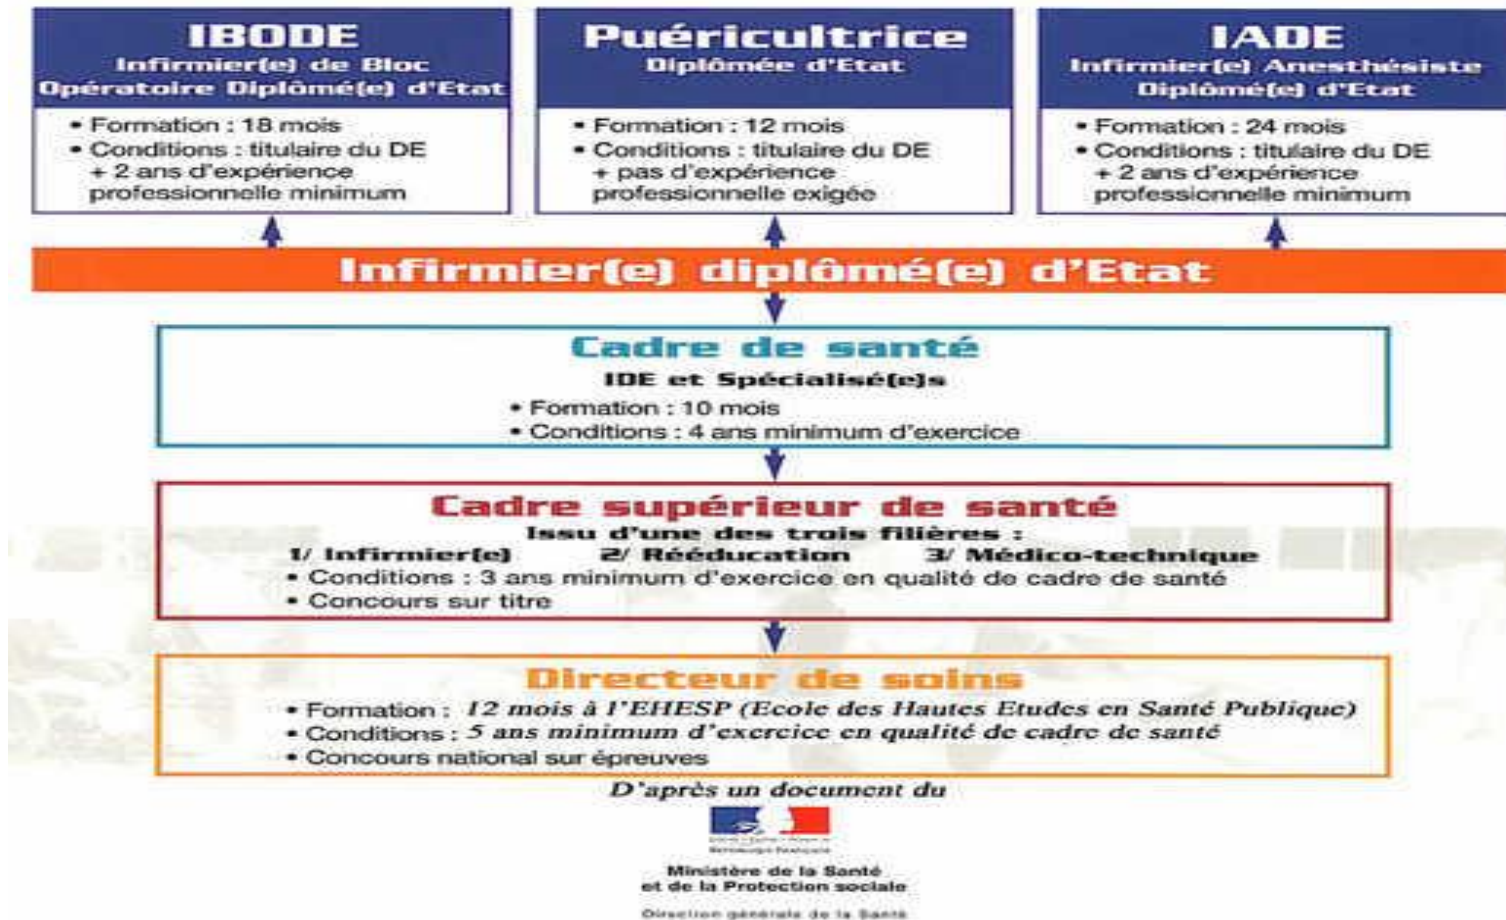 IBODE
Infirmier(e) de Bloc
Opératoire Diplômé(e) d'Etat
• Formation : 18 mois
• Conditions : titulaire du DE
+ 2 ans d'expérience
professionnelle minimum
Puéricultrice
Diplômée d'Etat
• Formation : 12 mois
• Conditions : titulaire du DE
+ pas d'expérience
professionnelle exigée
IADE
Infirmier(e) Anesthésiste
Diplômé(e) d'Etat
• Formation : 24 mois
• Conditions : titulaire du DE
+ 2 ans d'expérience
professionnelle minimum
Infirmier(e) diplômé(e) d'Etat
Cadre de santé
IDE et Spécialisé(e)s
• Formation : 10 mois
• Conditions : 4 ans minimum d'exercice
Cadre supérieur de santé
Issu d'une des trois filières :
1/ Infirmier(e) 2/ Rééducation 3/ Médico-technique
• Conditions : 3 ans minimum d'exercice en qualité de cadre de santé
• Concours sur titre
Directeur de soins
• Formation : 12 mois à l'EHESP (Ecole des Hautes Etudes en Santé Publique)
• Conditions : 5 ans minimum d'exercice en qualité de cadre de santé
• Concours national sur épreuves
D'après un document du
Ministère de la Santé
et de la Protection sociale
Direction générale de la Santé